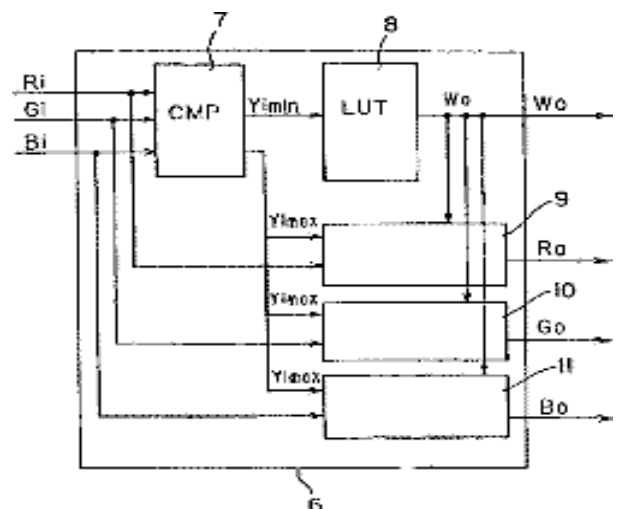 7
8
Ri
Gi
Bi
CMP
Yimin
LUT
Wo
Wo
Yimax
9
Ro
Yimax
10
Go
Yimax
11
Bo
6